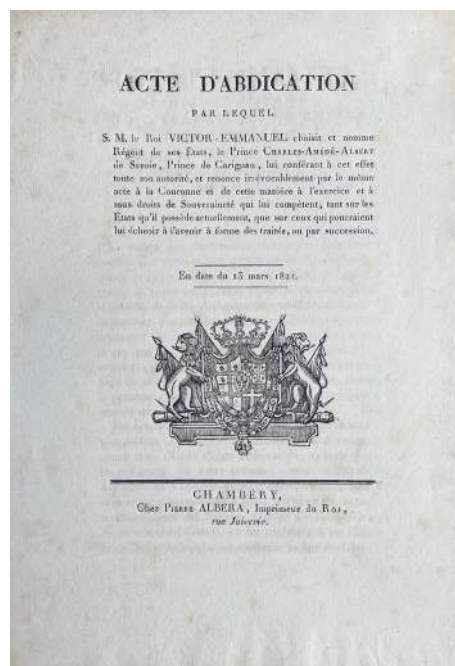 ACTE D'ABDICATION
PAR LEQUEL
S. M. le Roi VICTOR-EMMANUEL choisit et nomme
Régent de ses États, le Prince CHARLES-AMÉDÉ-ALBERT
de Savoie, Prince de Carignan, lui conférant à cet effet
toute son autorité, et renonce irrévocablement par le même
acte à la Couronne et de cette manière à l'exercice et à
tous droits de Souveraineté qui lui compètent, tant sur les
États qu'il possède actuellement, que sur ceux qui pourraient
lui échéoir à l'avenir à forme des traités, ou par succession.
En date du 13 mars 1821.
CHAMBÉRY,
Chez PIERRE ALBERA, Imprimeur du ROI,
rue Juiverie.